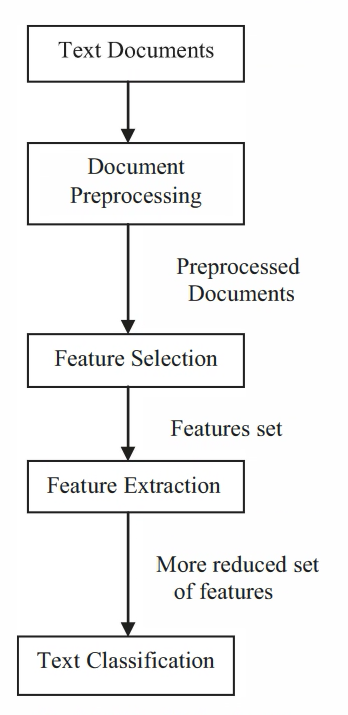 Text Documents
Document
Preprocessing
Preprocessed
Documents
Feature Selection
Features set
Feature Extraction
More reduced set
of features
Text Classification